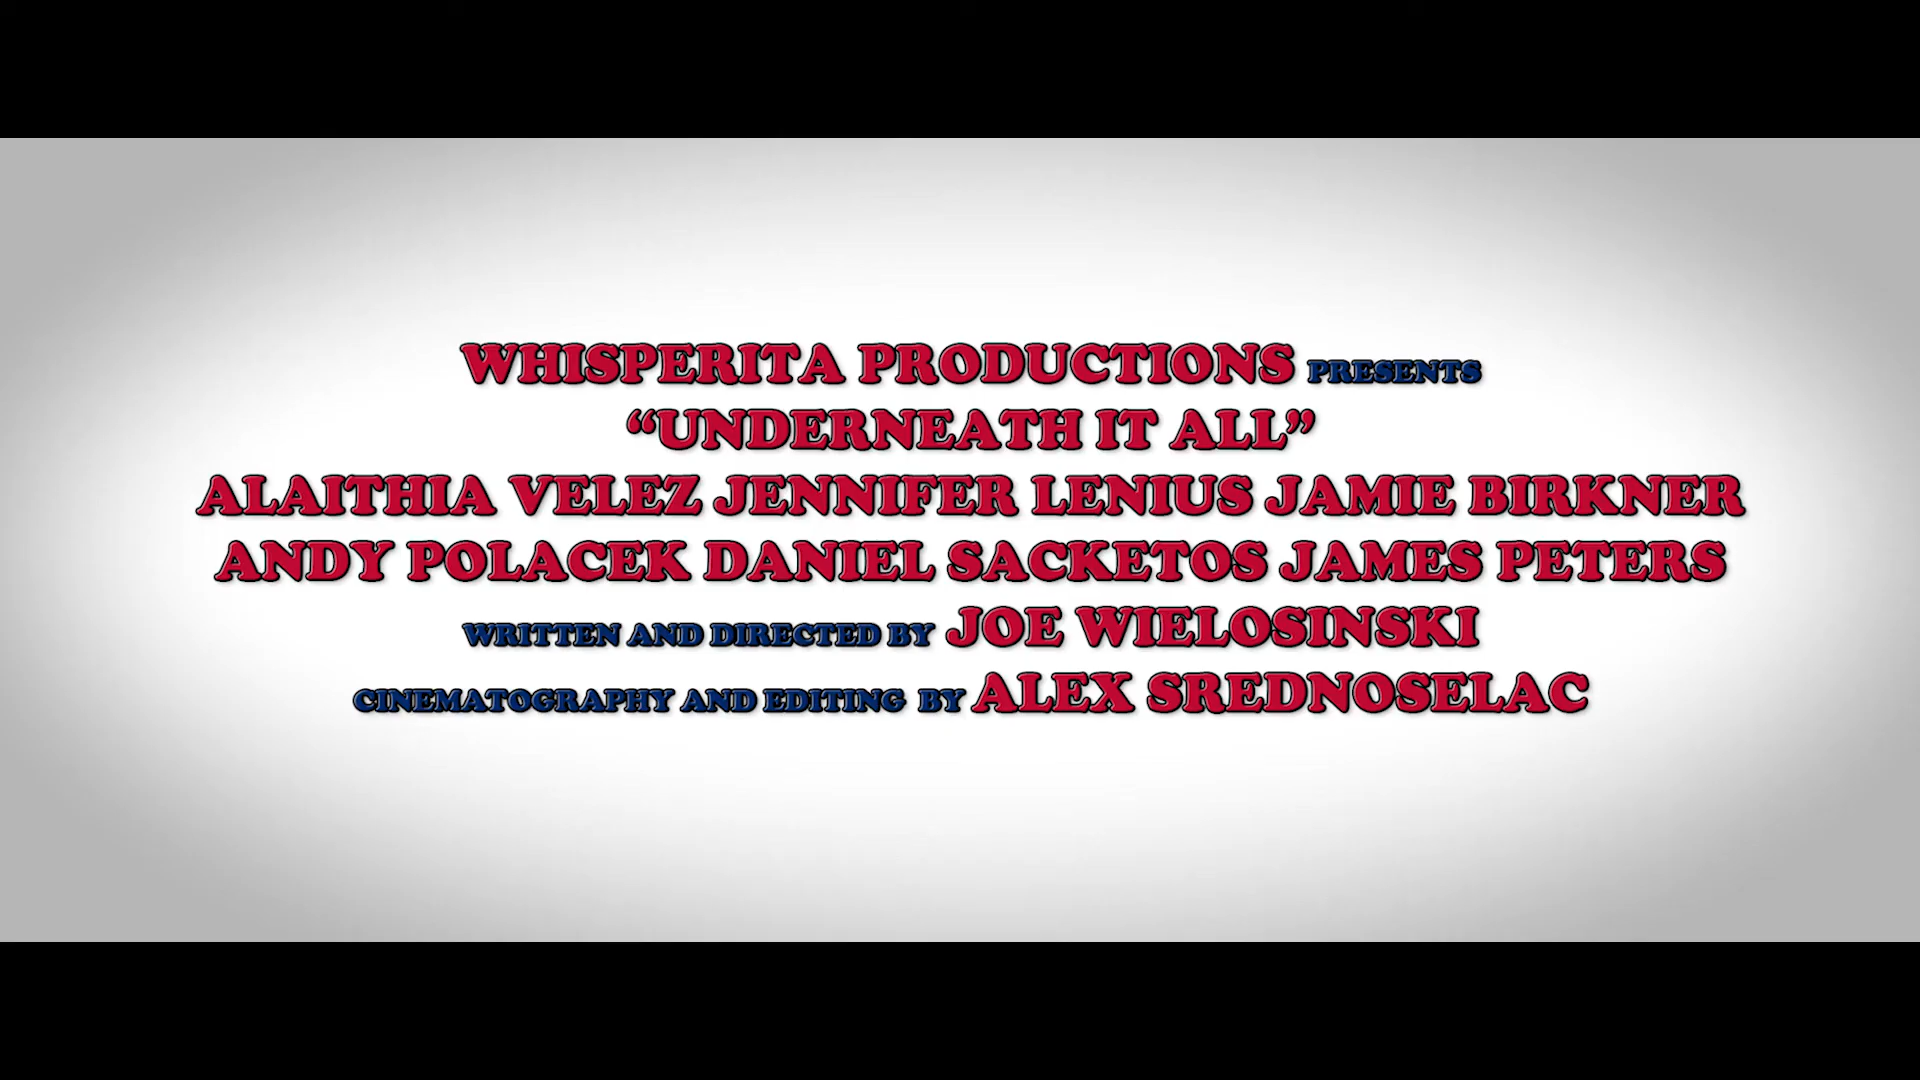 WHISPERITA PRODUCTIONS PRESENTS
“UNDERNEATH IT ALL”
ALAITHIA VELEZ JENNIFER LENIUS JAMIE BIRKNER
ANDY POLACEK DANIEL SACKETOS JAMES PETERS
WRITTEN AND DIRECTED BY JOE WIELOSINSKI
CINEMATOGRAPHY AND EDITING BY ALEX SREDNOSELAC